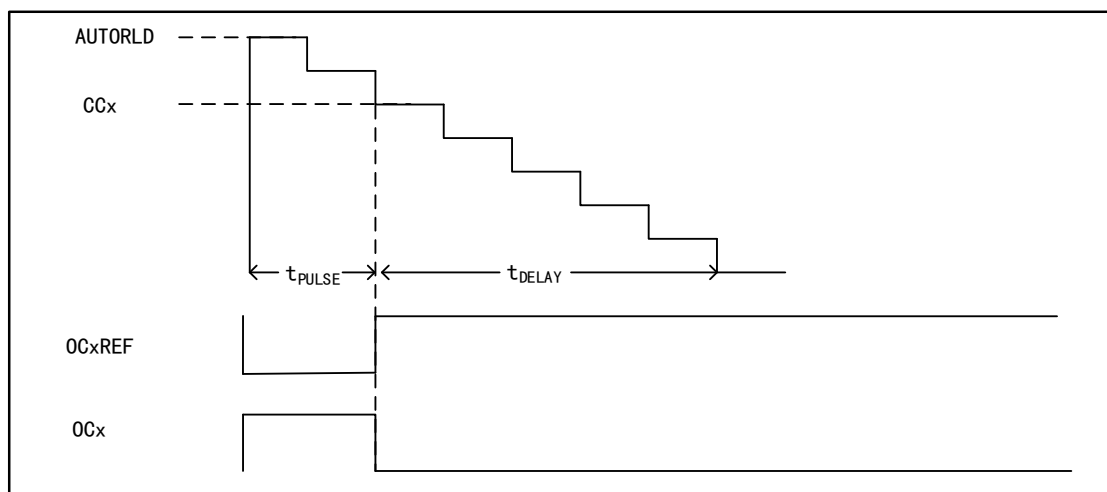 AUTORLD
CCx
tPULSE
tDELAY
OCxREF
OCx